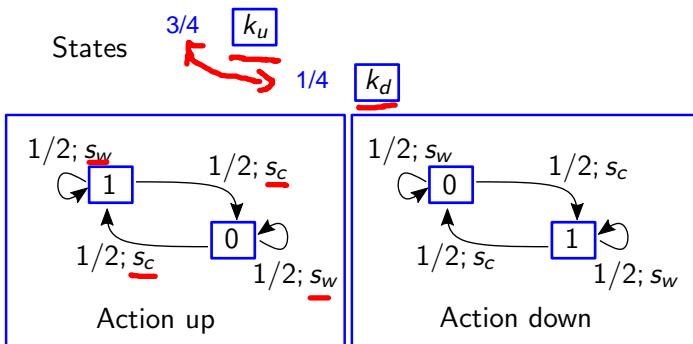 3/4 k_u
States
1/4 k_d
1/2; s_w
1/2; s_c
1
0
1/2; s_c
1/2; s_w
Action up
1/2; s_w
1/2; s_c
0
1
1/2; s_c
1/2; s_w
Action down